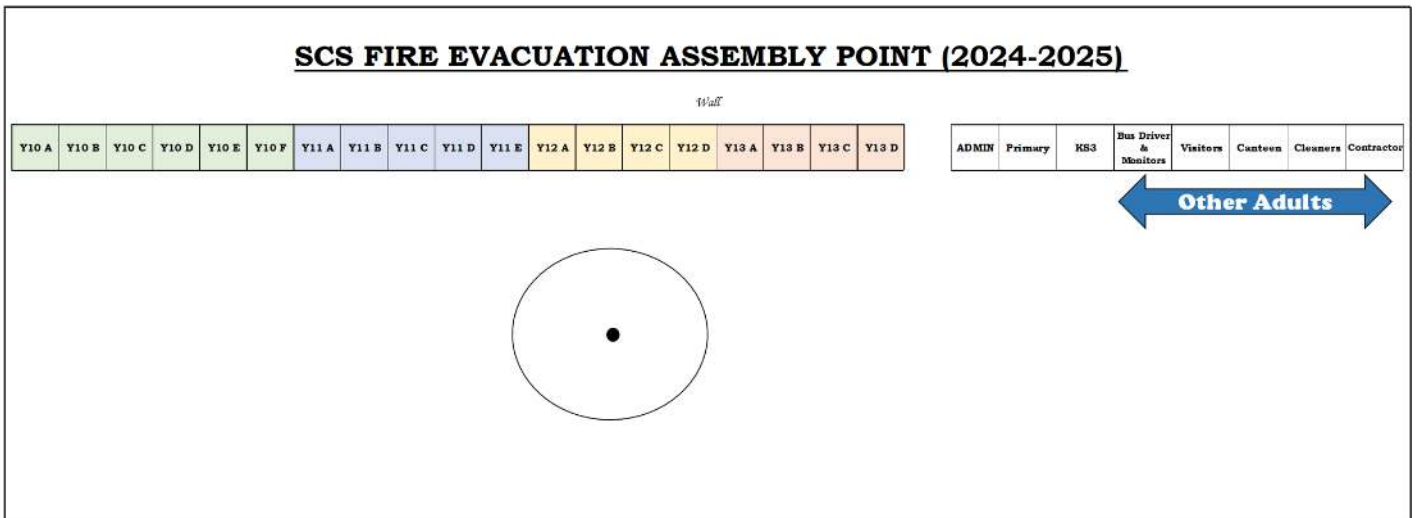 SCS FIRE EVACUATION ASSEMBLY POINT (2024-2025)
Wall
Y10 A Y10 B Y10 C Y10 D Y10 E Y10 F Y11 A Y11 B Y11 C Y11 D Y11 E Y12 A Y12 B Y12 C Y12 D Y13 A Y13 B Y13 C Y13 D
ADMIN Primary KS3 Bus Driver & Monitors Visitors Canteen Cleaners Contractor
Other Adults